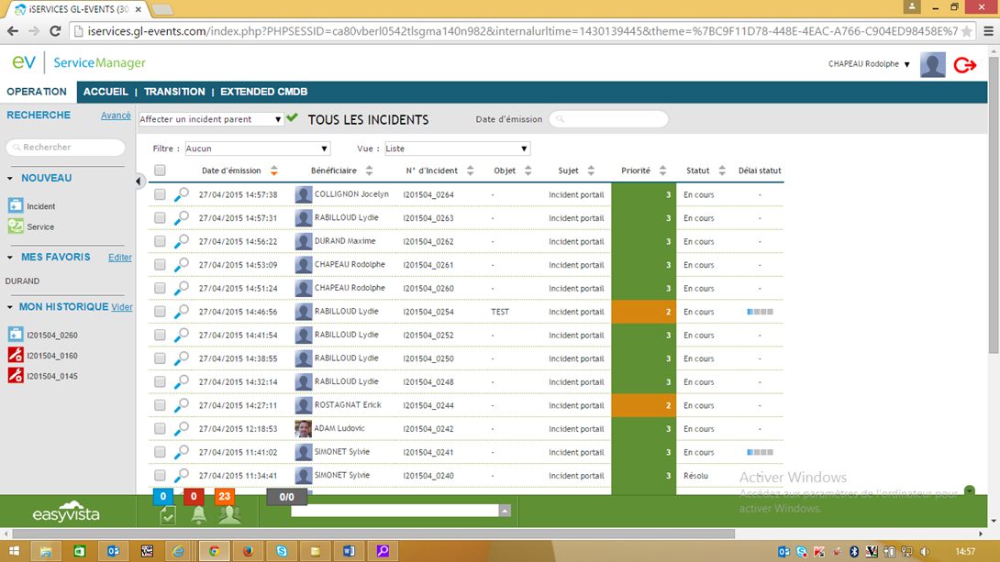 iSERVICES GL-EVENTS (30
iservices.gl-events.com/index.php?PHPSESSID=ca80vberl0542tlsgma140n982&internalurltime=1430139445&theme=%7BC9F11D78-448E-4EAC-A766-C904ED98458E%7
ev ServiceManager
CHAPEAU Rodolphe
OPERATION ACCUEIL | TRANSITION | EXTENDED CMDB
RECHERCHE Avancé
Affecter un incident parent TOUS LES INCIDENTS Date d'émission
Rechercher
Filtre : Aucun Vue : Liste
Date d'émission Bénéficiaire N° d'Incident Objet Sujet Priorité Statut Délai statut
NOUVEAU
Incident
Service
MES FAVORIS Editer
DURAND
MON HISTORIQUE Vider
I201504_0260
I201504_0160
I201504_0145
27/04/2015 14:57:38 COLLIGNON Jocelyn I201504_0264 - Incident portail 3 En cours -
27/04/2015 14:57:31 RABILLOUD Lydie I201504_0263 - Incident portail 3 En cours -
27/04/2015 14:56:22 DURAND Maxime I201504_0262 - Incident portail 3 En cours -
27/04/2015 14:53:09 CHAPEAU Rodolphe I201504_0261 - Incident portail 3 En cours -
27/04/2015 14:51:24 CHAPEAU Rodolphe I201504_0260 - Incident portail 3 En cours -
27/04/2015 14:46:56 RABILLOUD Lydie I201504_0254 TEST Incident portail 2 En cours
27/04/2015 14:41:54 RABILLOUD Lydie I201504_0252 - Incident portail 3 En cours -
27/04/2015 14:38:55 RABILLOUD Lydie I201504_0250 - Incident portail 3 En cours -
27/04/2015 14:32:14 RABILLOUD Lydie I201504_0248 - Incident portail 3 En cours -
27/04/2015 14:27:11 ROSTAGNAT Erick I201504_0244 - Incident portail 2 En cours -
27/04/2015 12:18:53 ADAM Ludovic I201504_0242 - Incident portail 3 En cours -
27/04/2015 11:41:02 SIMONET Sylvie I201504_0241 - Incident portail 3 En cours
27/04/2015 11:34:41 SIMONET Sylvie I201504_0240 - Incident portail 3 Résolu -
Activer Windows
Accédez aux paramètres de l'ordinateur pour
activer Windows.
0 0 23 0/0
easyvista
14:57